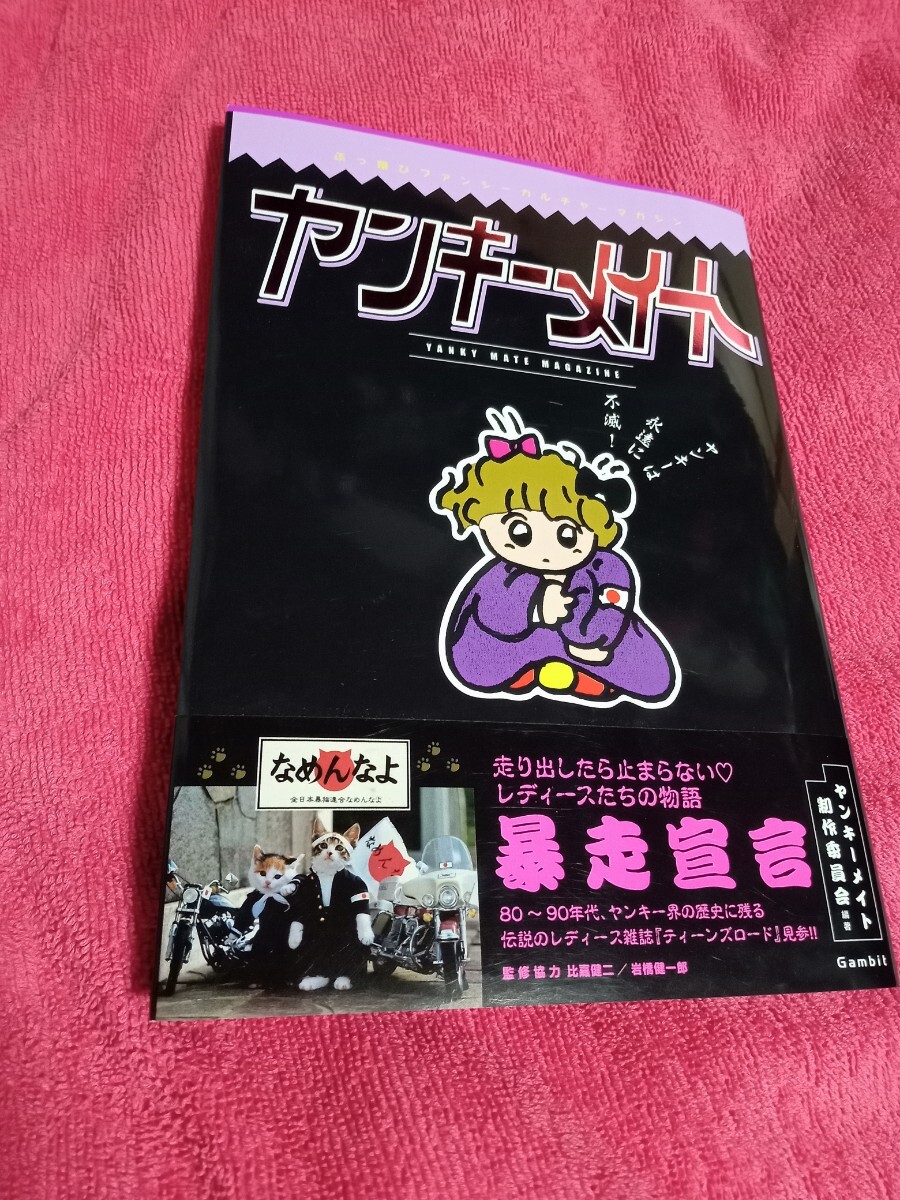 ぶっ飛びファンシーカルチャーマガジン
ヤンキーメイト
YANKY MATE MAGAZINE
ヤンキー
は
永遠に
不滅!
なめんなよ
全日本暴猫連合なめんなよ
走り出したら止まらない♡
レディースたちの物語
暴走宣言
80～90年代、ヤンキー界の歴史に残る
伝説のレディース雑誌『ティーンズロード』見参!!
監修協力 比嘉健二／岩橋健一郎
ヤンキーメイト
制作委員会 編著
Gambit